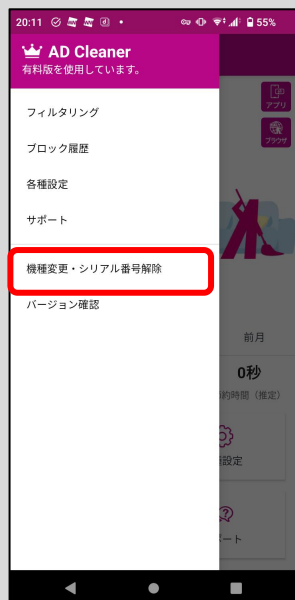 20:11
55%
AD Cleaner
有料版を使用しています。
アプリ
ブラウザ
フィルタリング
ブロック履歴
各種設定
サポート
機種変更・シリアル番号解除
バージョン確認
前月
0秒
約時間（推定）
設定
ート